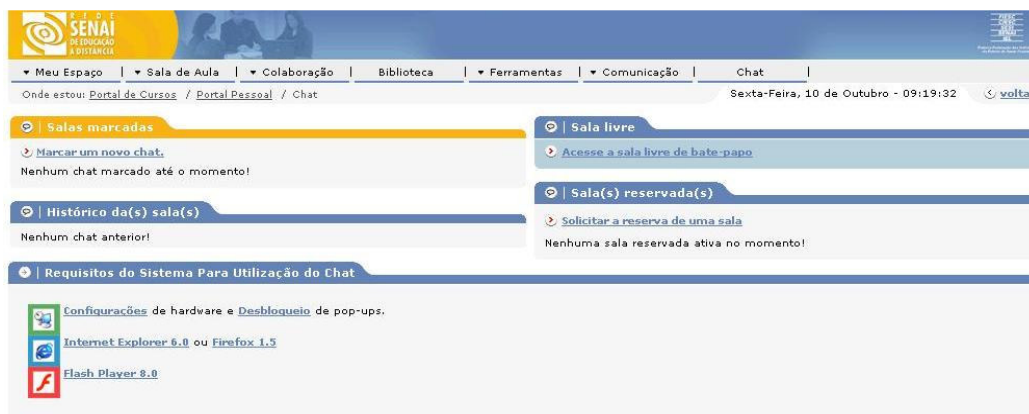 REDE
SENAI
DE EDUCAÇÃO
A DISTÂNCIA
Meu Espaço | Sala de Aula | Colaboração | Biblioteca | Ferramentas | Comunicação | Chat |
Onde estou: Portal de Cursos / Portal Pessoal / Chat
Sexta-Feira, 10 de Outubro - 09:19:32
volta
| Salas marcadas
Marcar um novo chat.
Nenhum chat marcado até o momento!
| Histórico da(s) sala(s)
Nenhum chat anterior!
| Sala livre
Acesse a sala livre de bate-papo
| Sala(s) reservada(s)
Solicitar a reserva de uma sala
Nenhuma sala reservada ativa no momento!
| Requisitos do Sistema Para Utilização do Chat
Configurações de hardware e Desbloqueio de pop-ups.
Internet Explorer 6.0 ou Firefox 1.5
Flash Player 8.0